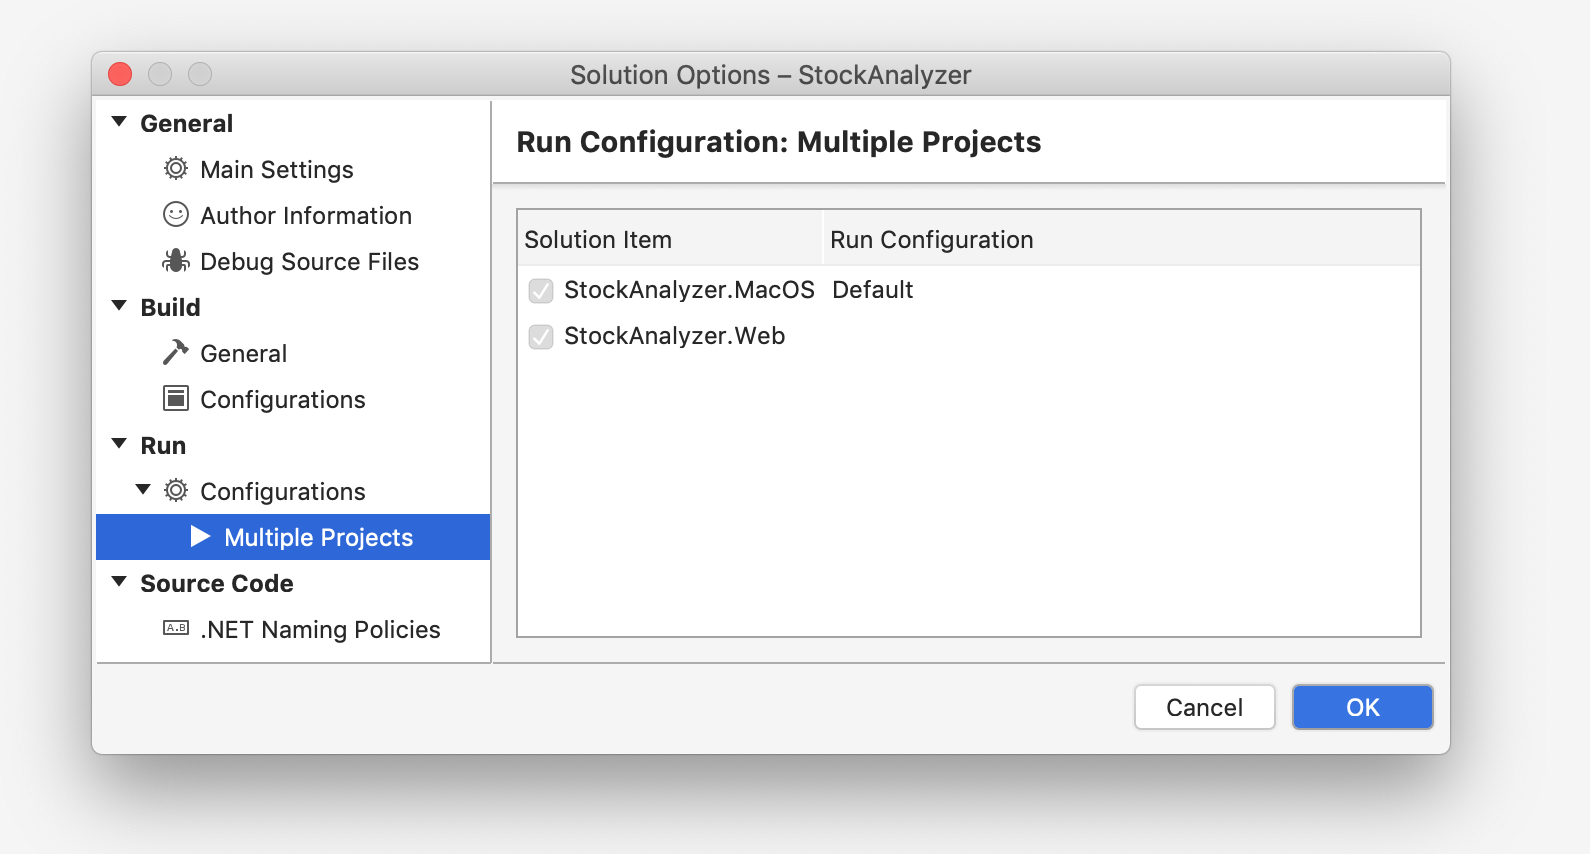 Solution Options – StockAnalyzer
General
Main Settings
Author Information
Debug Source Files
Build
General
Configurations
Run
Configurations
Multiple Projects
Source Code
A.B .NET Naming Policies
Run Configuration: Multiple Projects
Solution Item Run Configuration
StockAnalyzer.MacOS Default
StockAnalyzer.Web
Cancel OK